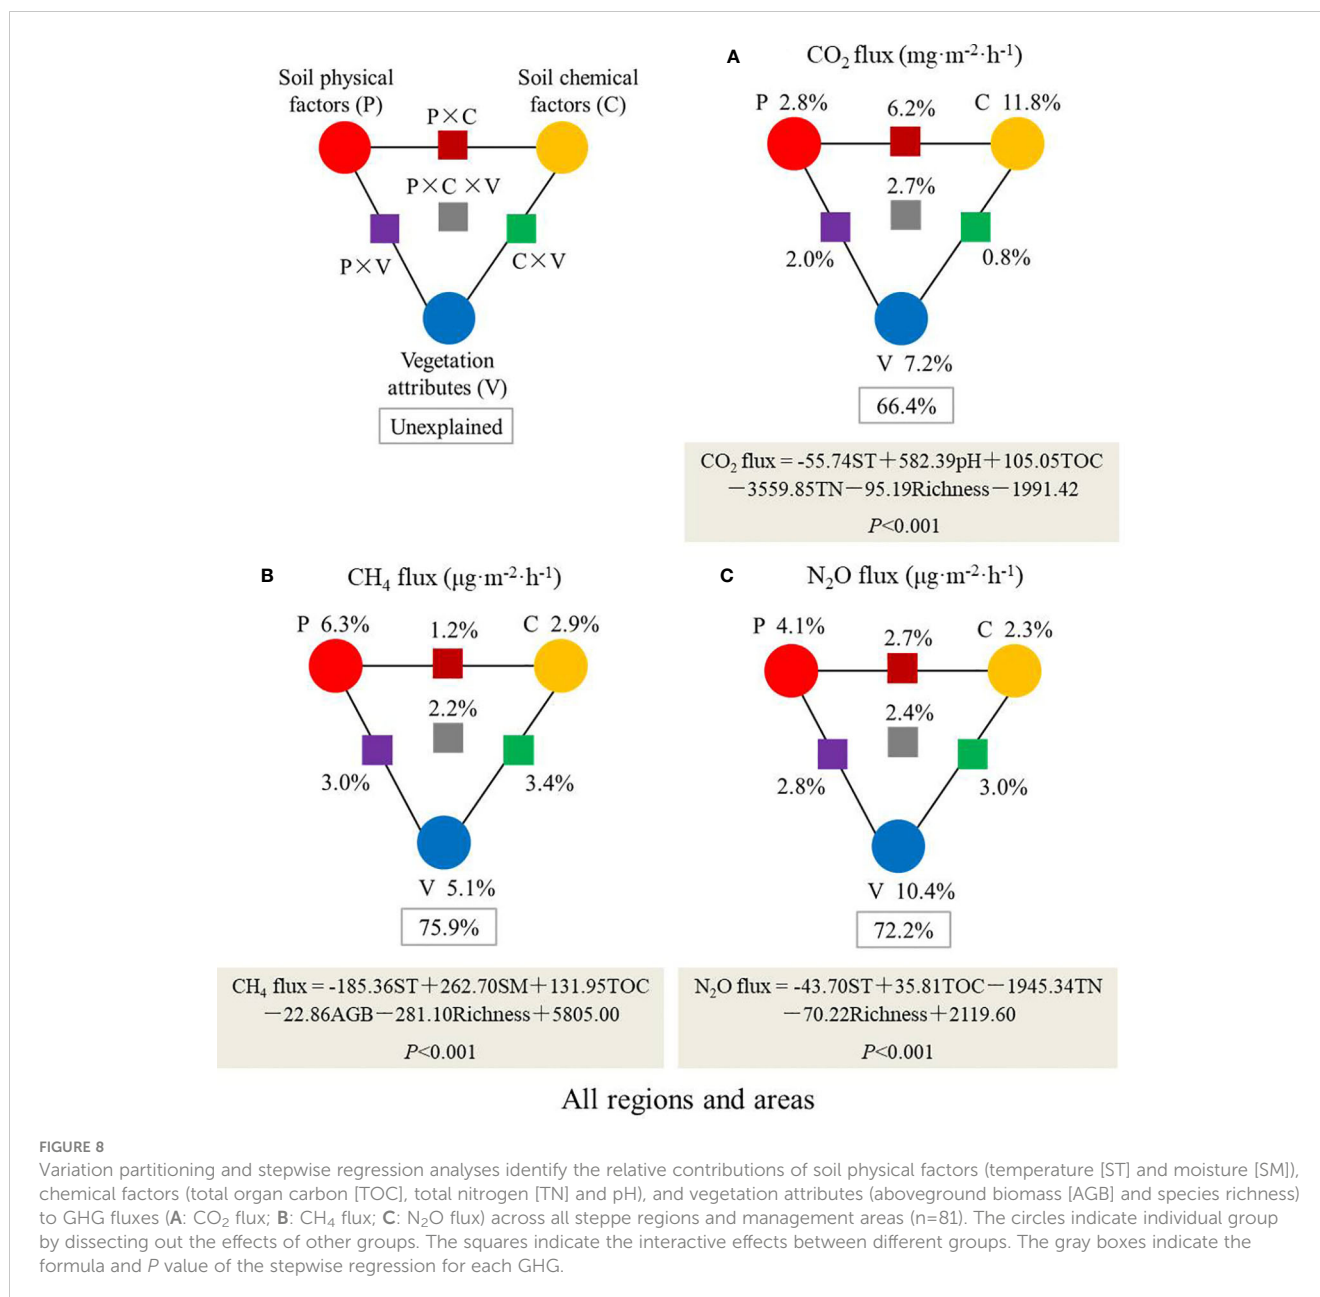 Soil physical
factors (P)
Soil chemical
factors (C)
P×C
P×C ×V
P×V
C×V
Vegetation
attributes (V)
Unexplained
A
CO₂ flux (mg·m⁻²·h⁻¹)
P 2.8%
6.2%
C 11.8%
2.7%
2.0%
0.8%
V 7.2%
66.4%
CO₂ flux = -55.74ST+582.39pH+105.05TOC
−3559.85TN−95.19Richness−1991.42
P<0.001
B
CH₄ flux (μg·m⁻²·h⁻¹)
P 6.3%
1.2%
C 2.9%
2.2%
3.0%
3.4%
V 5.1%
75.9%
CH₄ flux = -185.36ST+262.70SM+131.95TOC
−22.86AGB−281.10Richness+5805.00
P<0.001
C
N₂O flux (μg·m⁻²·h⁻¹)
P 4.1%
2.7%
C 2.3%
2.4%
2.8%
3.0%
V 10.4%
72.2%
N₂O flux = -43.70ST+35.81TOC−1945.34TN
−70.22Richness+2119.60
P<0.001
All regions and areas
FIGURE 8
Variation partitioning and stepwise regression analyses identify the relative contributions of soil physical factors (temperature [ST] and moisture [SM]),
chemical factors (total organ carbon [TOC], total nitrogen [TN] and pH), and vegetation attributes (aboveground biomass [AGB] and species richness)
to GHG fluxes (A: CO₂ flux; B: CH₄ flux; C: N₂O flux) across all steppe regions and management areas (n=81). The circles indicate individual group
by dissecting out the effects of other groups. The squares indicate the interactive effects between different groups. The gray boxes indicate the
formula and P value of the stepwise regression for each GHG.